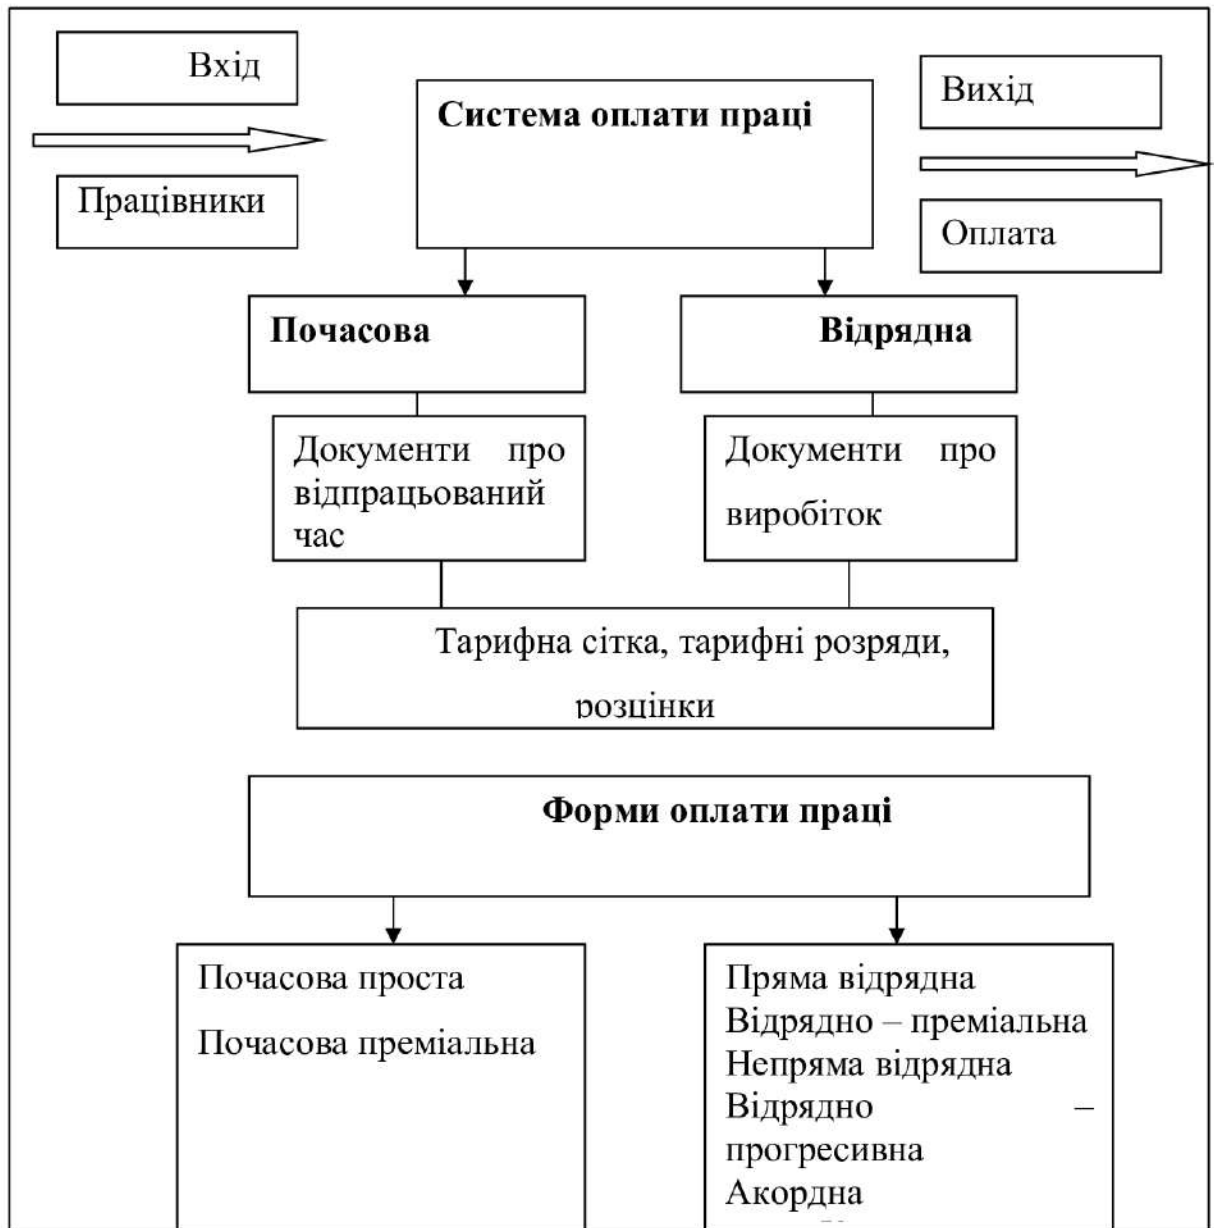 Вхід
Працівники
Система оплати праці
Вихід
Оплата
Почасова
Відрядна
Документи про
відпрацьований
час
Документи про
виробіток
Тарифна сітка, тарифні розряди,
розцінки
Форми оплати праці
Почасова проста
Почасова преміальна
Пряма відрядна
Відрядно – преміальна
Непряма відрядна
Відрядно –
прогресивна
Акордна